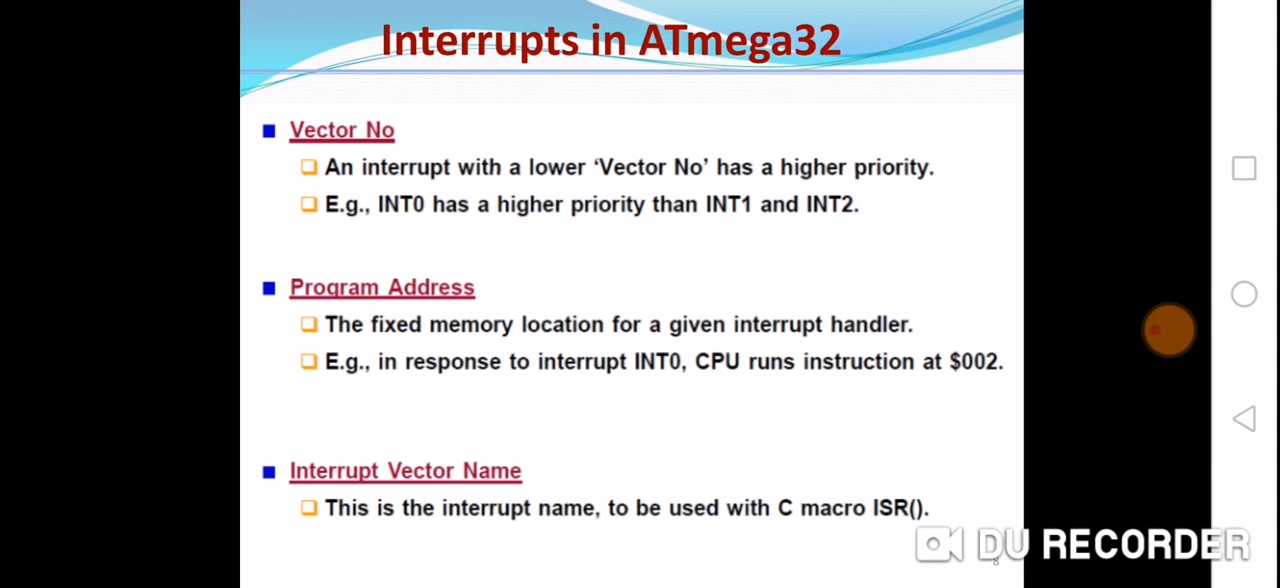 Interrupts in ATmega32
Vector No
An interrupt with a lower ‘Vector No’ has a higher priority.
E.g., INT0 has a higher priority than INT1 and INT2.
Program Address
The fixed memory location for a given interrupt handler.
E.g., in response to interrupt INT0, CPU runs instruction at $002.
Interrupt Vector Name
This is the interrupt name, to be used with C macro ISR().
DU RECORDER
8